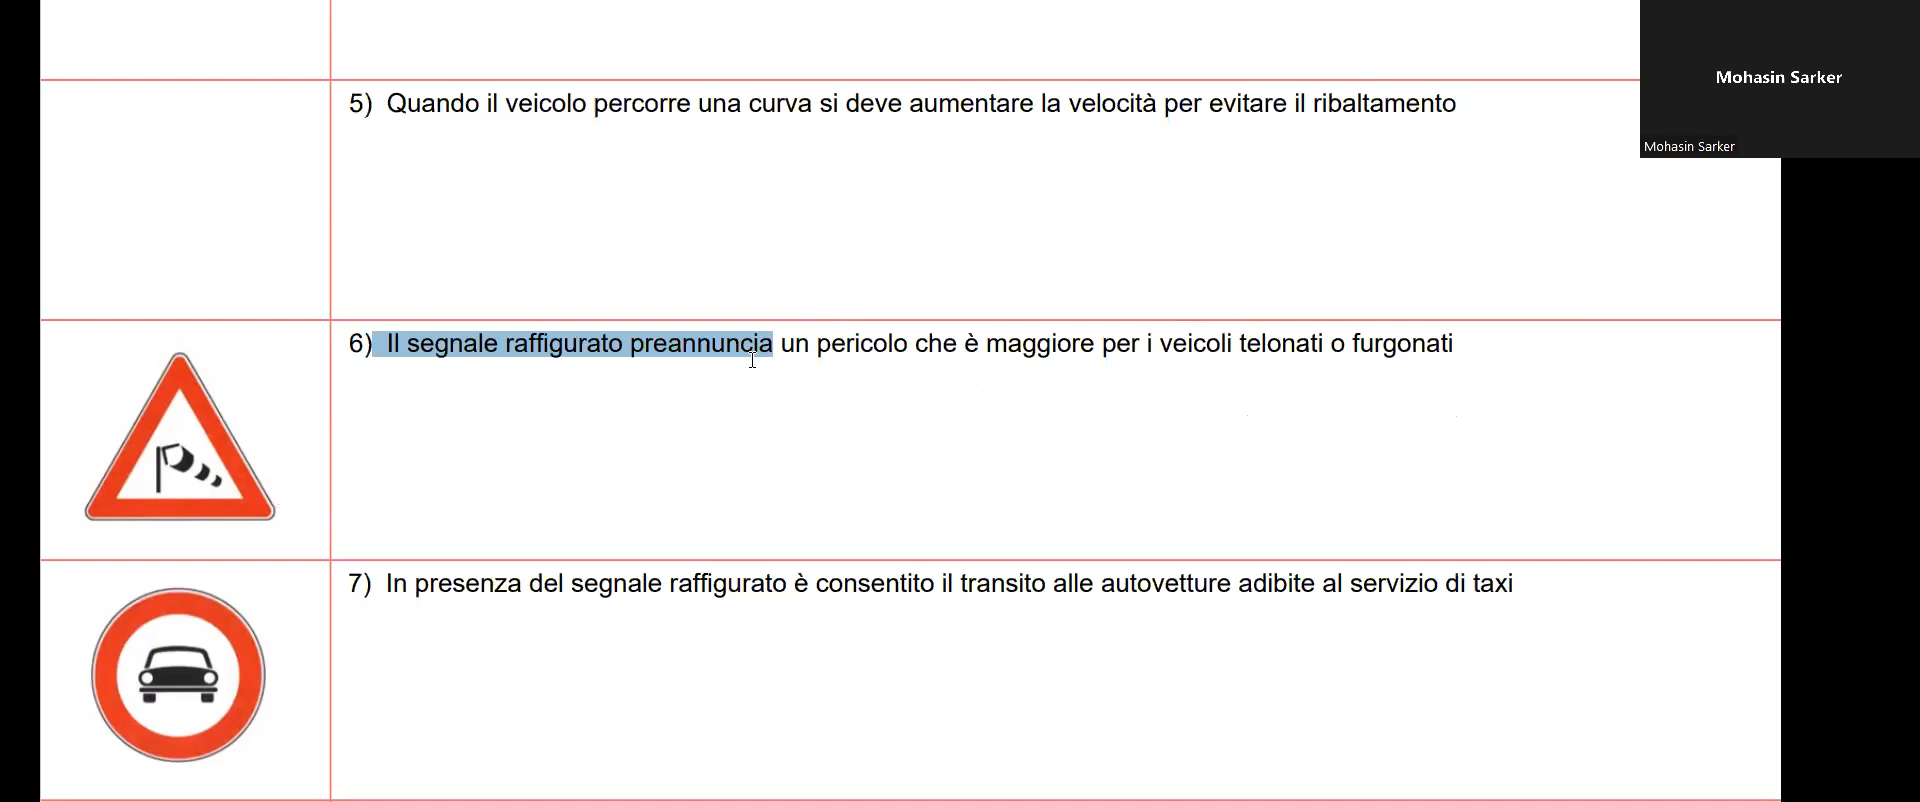 Mohasin Sarker
Mohasin Sarker
5) Quando il veicolo percorre una curva si deve aumentare la velocità per evitare il ribaltamento
6) Il segnale raffigurato preannuncia un pericolo che è maggiore per i veicoli telonati o furgonati
7) In presenza del segnale raffigurato è consentito il transito alle autovetture adibite al servizio di taxi